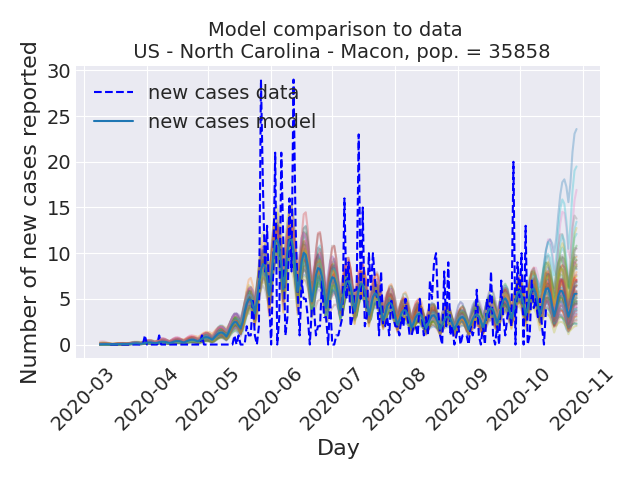 Model comparison to data
US - North Carolina - Macon, pop. = 35858
Number of new cases reported
30
25
20
15
10
5
0
new cases data
new cases model
2020-03
2020-04
2020-05
2020-06
2020-07
2020-08
2020-09
2020-10
2020-11
Day